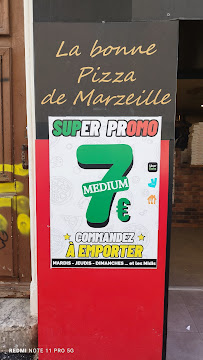 La bonne
Pizza
de Marzeille
SUPER PROMO
7
MEDIUM
€
COMMANDEZ
À EMPORTER
MARDIS - JEUDIS - DIMANCHES ... et les Midis
REDMI NOTE 11 PRO 5G